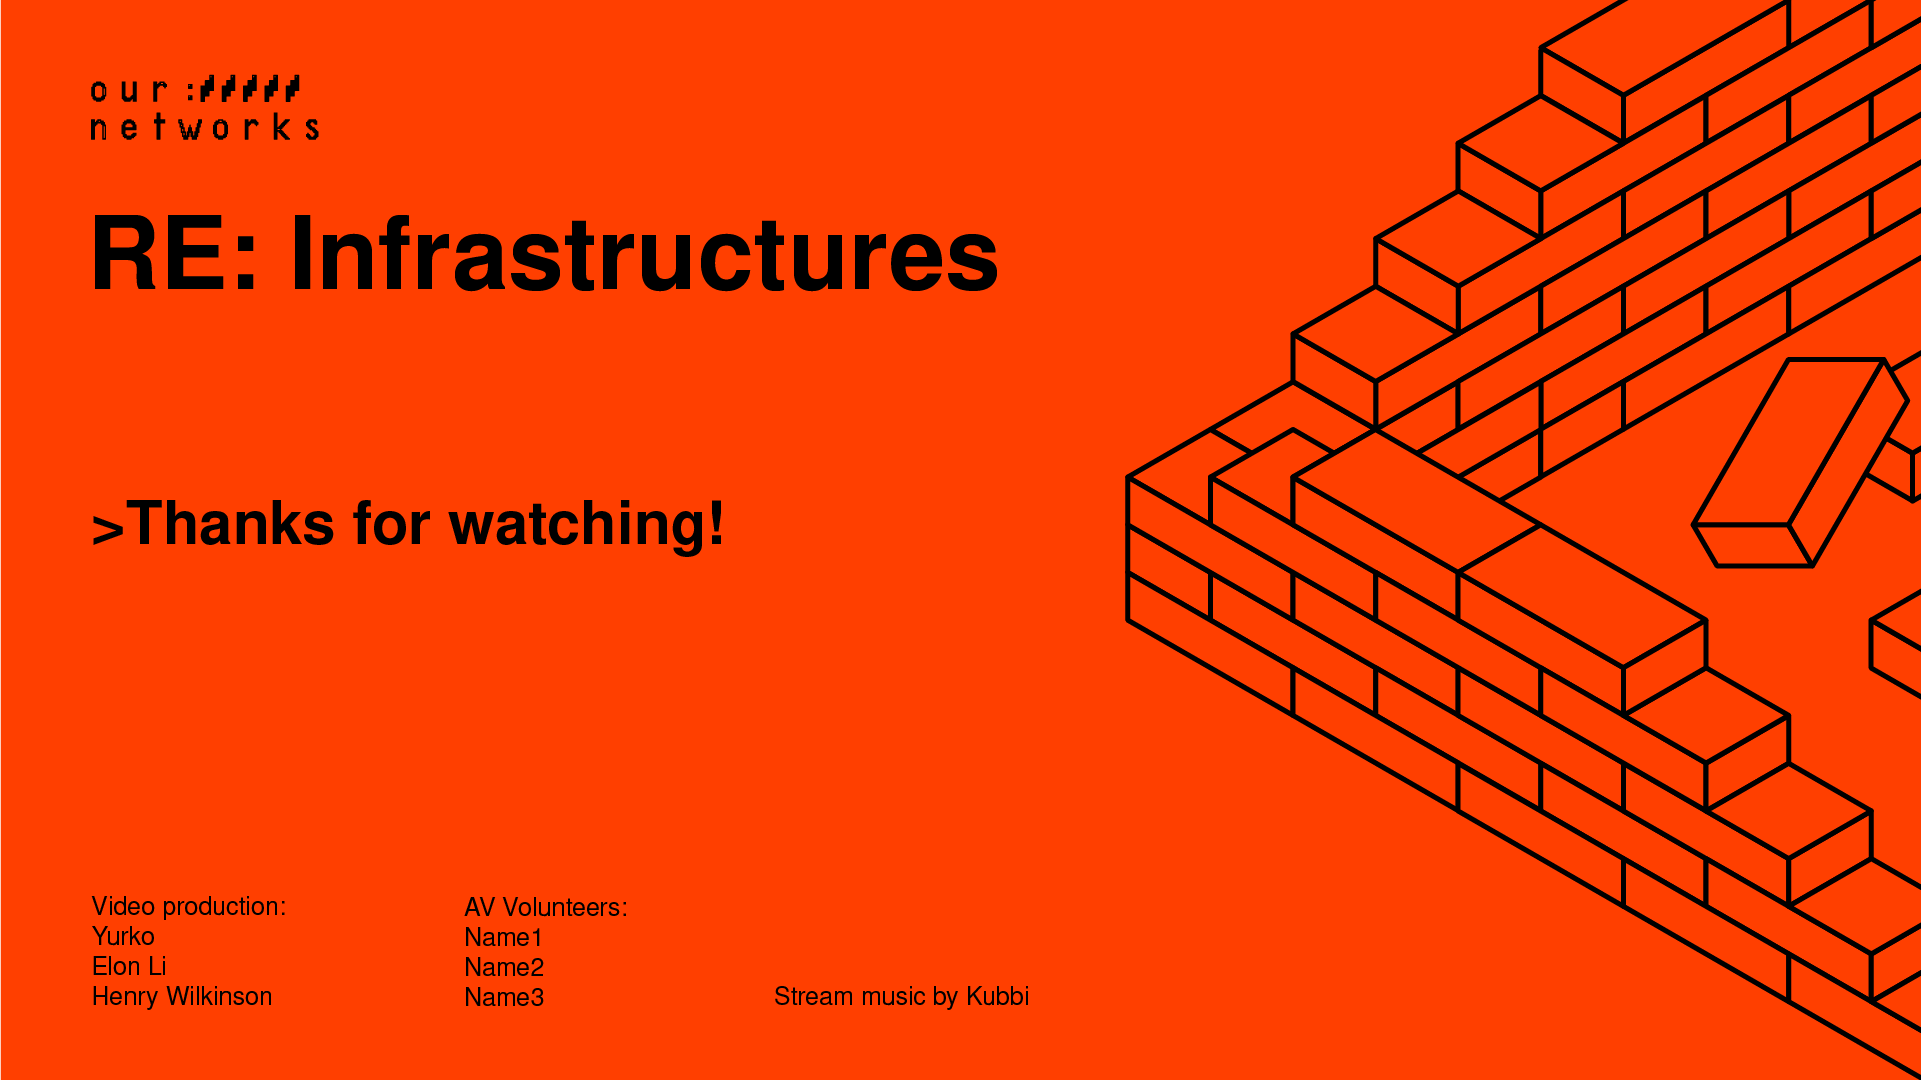 our:
networks
RE: Infrastructures
>Thanks for watching!
Video production:
Yurko
Elon Li
Henry Wilkinson
AV Volunteers:
Name1
Name2
Name3
Stream music by Kubbi